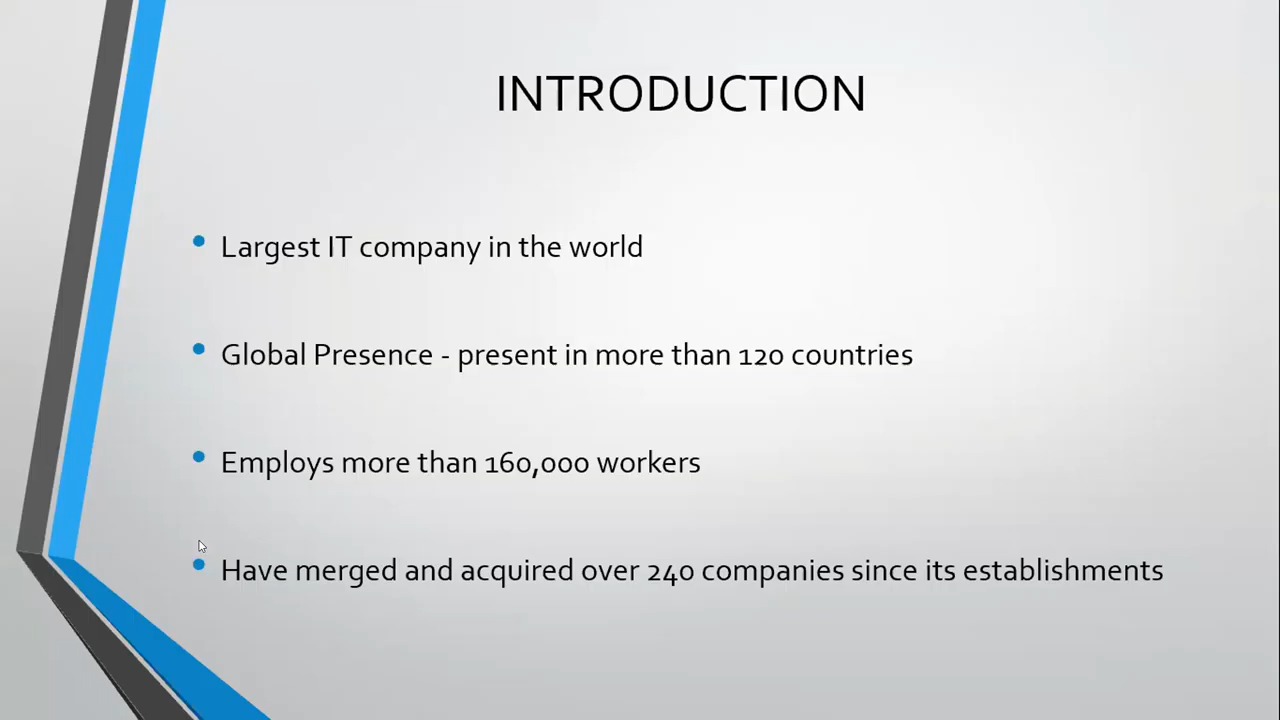 INTRODUCTION
• Largest IT company in the world
• Global Presence - present in more than 120 countries
• Employs more than 160,000 workers
• Have merged and acquired over 240 companies since its establishments